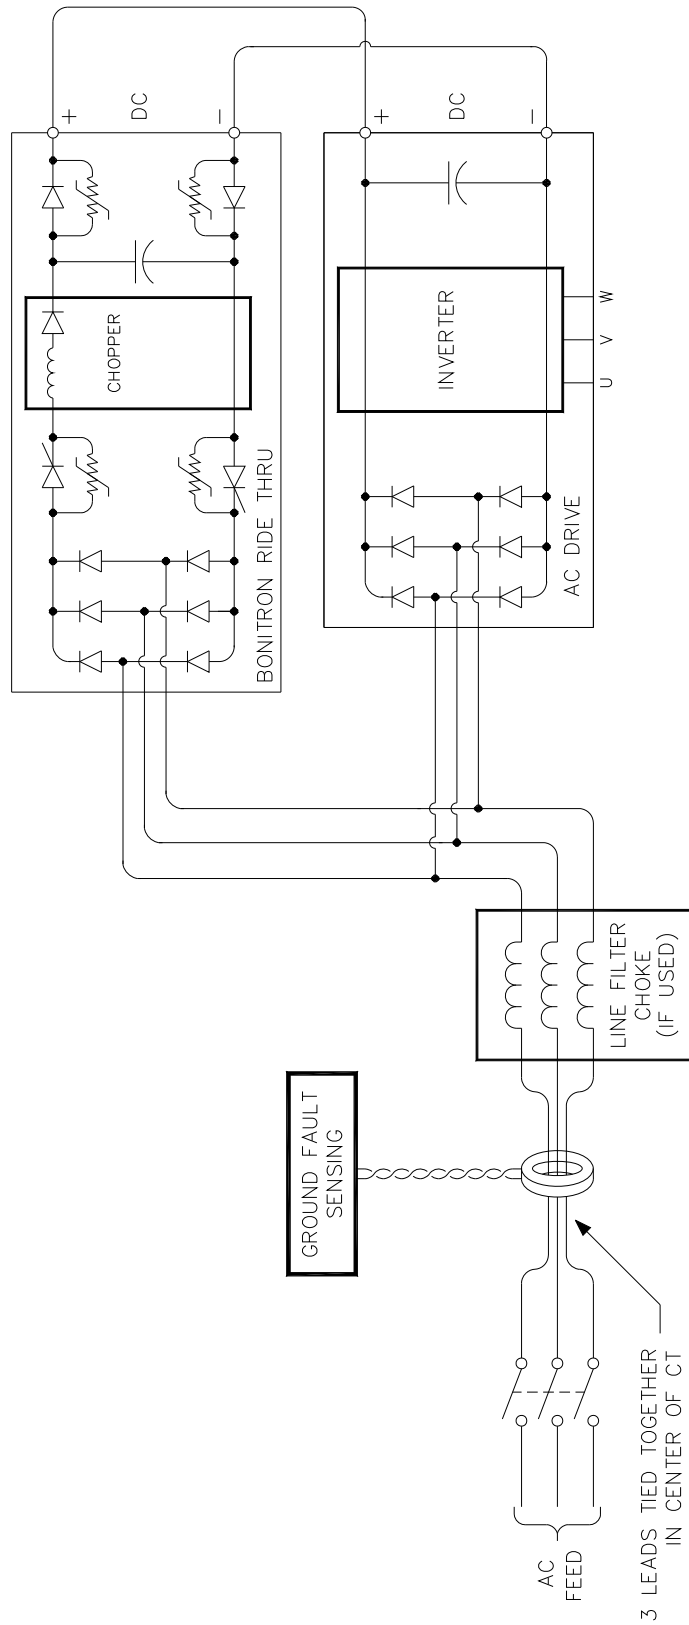 AC
FEED
3 LEADS TIED TOGETHER
IN CENTER OF CT
GROUND FAULT
SENSING
LINE FILTER
CHOKE
(IF USED)
BONITRON RIDE THRU
CHOPPER
+
DC
−
AC DRIVE
INVERTER
U
V
W
+
DC
−